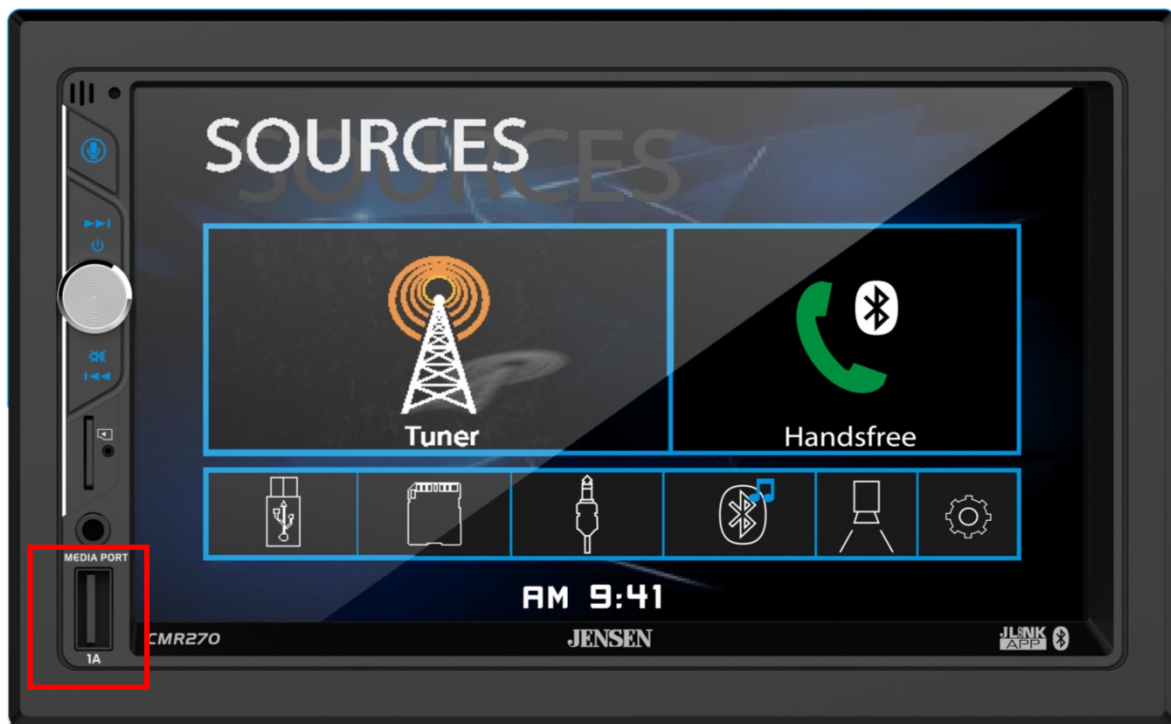 SOURCES
Tuner
Handsfree
MEDIA PORT
AM 9:41
CMR270
JENSEN
JLINK
APP
1A